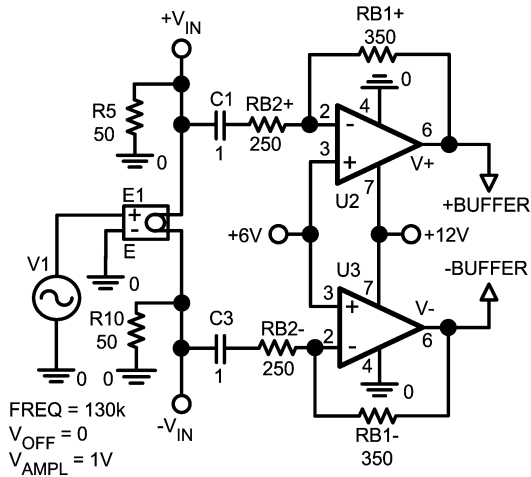 +VIN
RB1+
350
0
R5
50
C1
1
RB2+
250
2
-
4
3
+
6
V+
7
U2
0
+BUFFER
E1
+
-
E
+6V
+12V
V1
0
U3
-BUFFER
3
+
7
V-
R10
50
C3
1
RB2-
250
2
-
4
6
0
0
0
RB1-
350
-VIN
FREQ = 130k
VOFF = 0
VAMPL = 1V